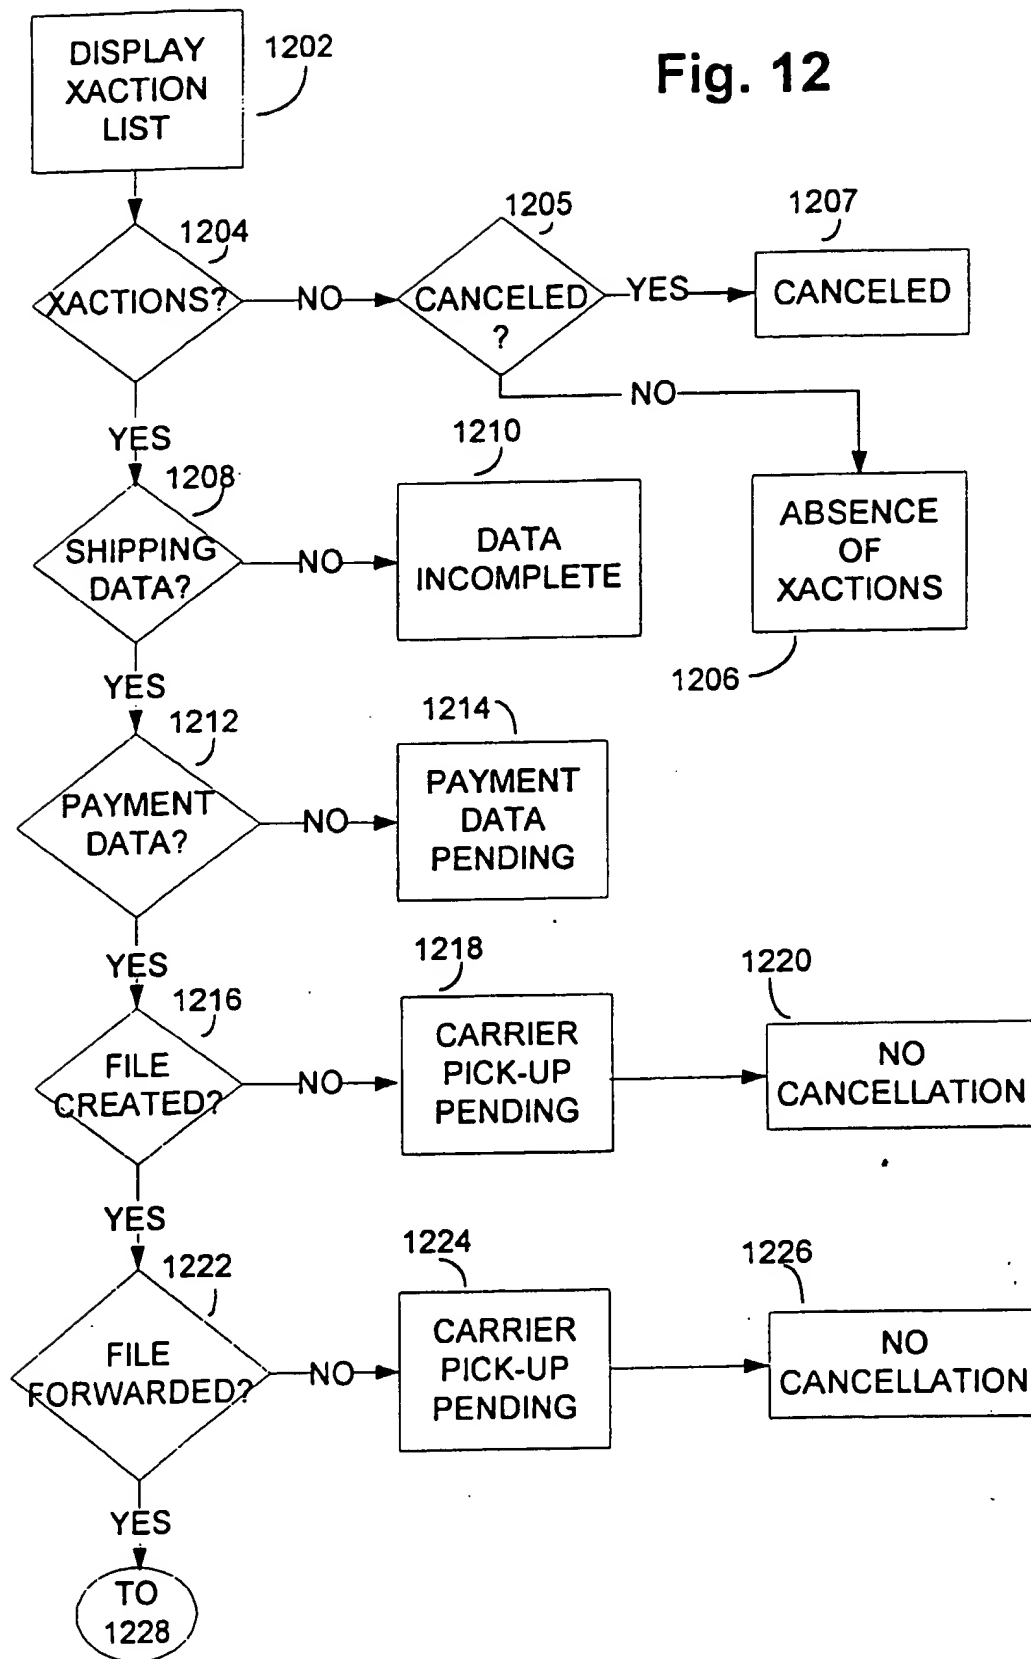 Fig. 12
DISPLAY
XACTION
LIST
1202
1204
XACTIONS?
NO
1205
CANCELED
?
YES
1207
CANCELED
NO
YES
1206
ABSENCE
OF
XACTIONS
1208
SHIPPING
DATA?
NO
1210
DATA
INCOMPLETE
YES
1212
PAYMENT
DATA?
NO
1214
PAYMENT
DATA
PENDING
YES
1216
FILE
CREATED?
NO
1218
CARRIER
PICK-UP
PENDING
1220
NO
CANCELLATION
YES
1222
FILE
FORWARDED?
NO
1224
CARRIER
PICK-UP
PENDING
1226
NO
CANCELLATION
YES
TO
1228